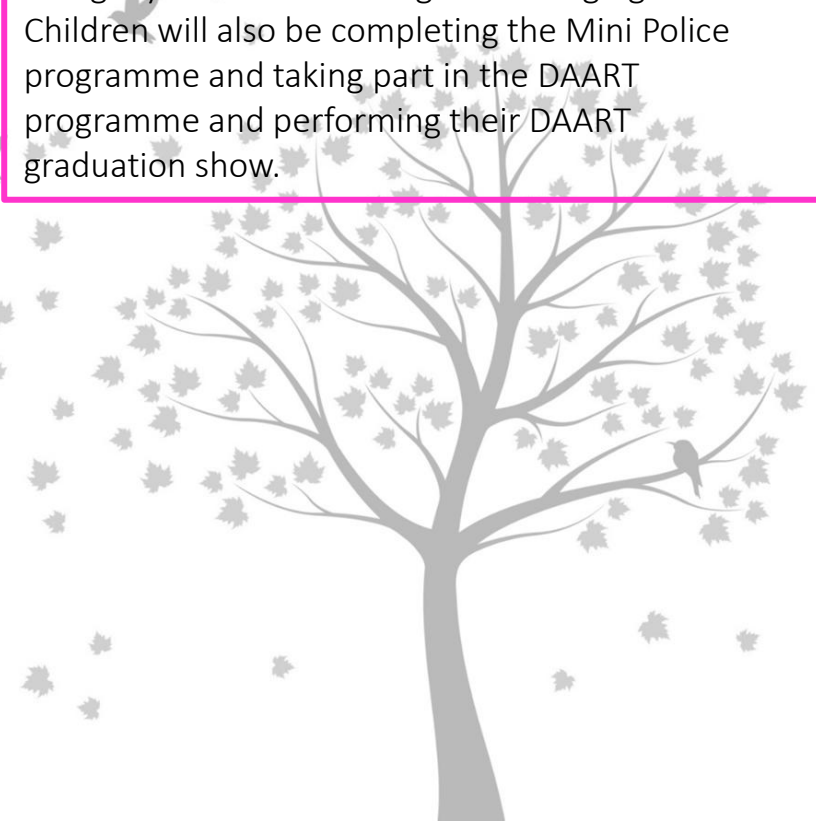 Children will also be completing the Mini Police
programme and taking part in the DAART
programme and performing their DAART
graduation show.